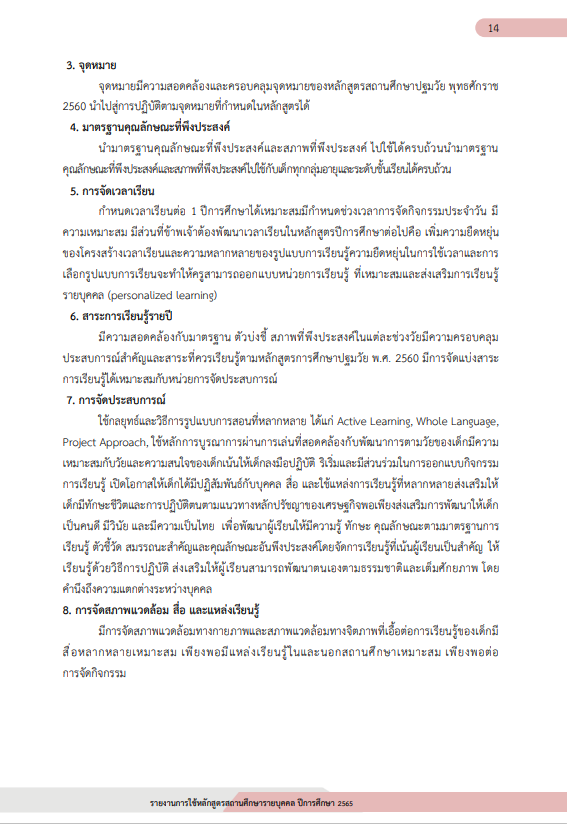 14
3. จุดหมาย
จุดหมายมีความสอดคล้องและครอบคลุมจุดหมายของหลักสูตรสถานศึกษาปฐมวัย พุทธศักราช
2560 นำไปสู่การปฏิบัติตามจุดหมายที่กำหนดในหลักสูตรได้
4. มาตรฐานคุณลักษณะที่พึงประสงค์
นำมาตรฐานคุณลักษณะที่พึงประสงค์และสภาพที่พึงประสงค์ ไปใช้ได้ครบถ้วนนำมาตรฐาน
คุณลักษณะที่พึงประสงค์และสภาพที่พึงประสงค์ไปใช้กับเด็กทุกกลุ่มอายุและระดับชั้นเรียนได้ครบถ้วน
5. การจัดเวลาเรียน
กำหนดเวลาเรียนต่อ 1 ปีการศึกษาได้เหมาะสมมีกำหนดช่วงเวลาการจัดกิจกรรมประจำวัน มี
ความเหมาะสม มีส่วนที่ข้าพเจ้าต้องพัฒนาเวลาเรียนในหลักสูตรปีการศึกษาต่อไปคือ เพิ่มความยืดหยุ่น
ของโครงสร้างเวลาเรียนและความหลากหลายของรูปแบบการเรียนรู้ความยืดหยุ่นในการใช้เวลาและการ
เลือกรูปแบบการเรียนจะทำให้ครูสามารถออกแบบหน่วยการเรียนรู้ ที่เหมาะสมและส่งเสริมการเรียนรู้
รายบุคคล (personalized learning)
6. สาระการเรียนรู้รายปี
มีความสอดคล้องกับมาตรฐาน ตัวบ่งชี้ สภาพที่พึงประสงค์ในแต่ละช่วงวัยมีความครอบคลุม
ประสบการณ์สำคัญและสาระที่ควรเรียนรู้ตามหลักสูตรการศึกษาปฐมวัย พ.ศ. 2560 มีการจัดแบ่งสาระ
การเรียนรู้ได้เหมาะสมกับหน่วยการจัดประสบการณ์
7. การจัดประสบการณ์
ใช้กลยุทธ์และวิธีการรูปแบบการสอนที่หลากหลาย ได้แก่ Active Learning, Whole Language,
Project Approach, ใช้หลักการบูรณาการผ่านการเล่นที่สอดคล้องกับพัฒนาการตามวัยของเด็กมีความ
เหมาะสมกับวัยและความสนใจของเด็กเน้นให้เด็กลงมือปฏิบัติ ริเริ่มและมีส่วนร่วมในการออกแบบกิจกรรม
การเรียนรู้ เปิดโอกาสให้เด็กได้มีปฏิสัมพันธ์กับบุคคล สื่อ และใช้แหล่งการเรียนรู้ที่หลากหลายส่งเสริมให้
เด็กมีทักษะชีวิตและการปฏิบัติตนตามแนวทางหลักปรัชญาของเศรษฐกิจพอเพียงส่งเสริมการพัฒนาให้เด็ก
เป็นคนดี มีวินัย และมีความเป็นไทย เพื่อพัฒนาผู้เรียนให้มีความรู้ ทักษะ คุณลักษณะตามมาตรฐานการ
เรียนรู้ ตัวชี้วัด สมรรถนะสำคัญและคุณลักษณะอันพึงประสงค์โดยจัดการเรียนรู้ที่เน้นผู้เรียนเป็นสำคัญ ให้
เรียนรู้ด้วยวิธีการปฏิบัติ ส่งเสริมให้ผู้เรียนสามารถพัฒนาตนเองตามธรรมชาติและเต็มศักยภาพ โดย
คำนึงถึงความแตกต่างระหว่างบุคคล
8. การจัดสภาพแวดล้อม สื่อ และแหล่งเรียนรู้
มีการจัดสภาพแวดล้อมทางกายภาพและสภาพแวดล้อมทางจิตภาพที่เอื้อต่อการเรียนรู้ของเด็กมี
สื่อหลากหลายเหมาะสม เพียงพอมีแหล่งเรียนรู้ในและนอกสถานศึกษาเหมาะสม เพียงพอต่อ
การจัดกิจกรรม
รายงานการใช้หลักสูตรสถานศึกษารายบุคคล ปีการศึกษา 2565